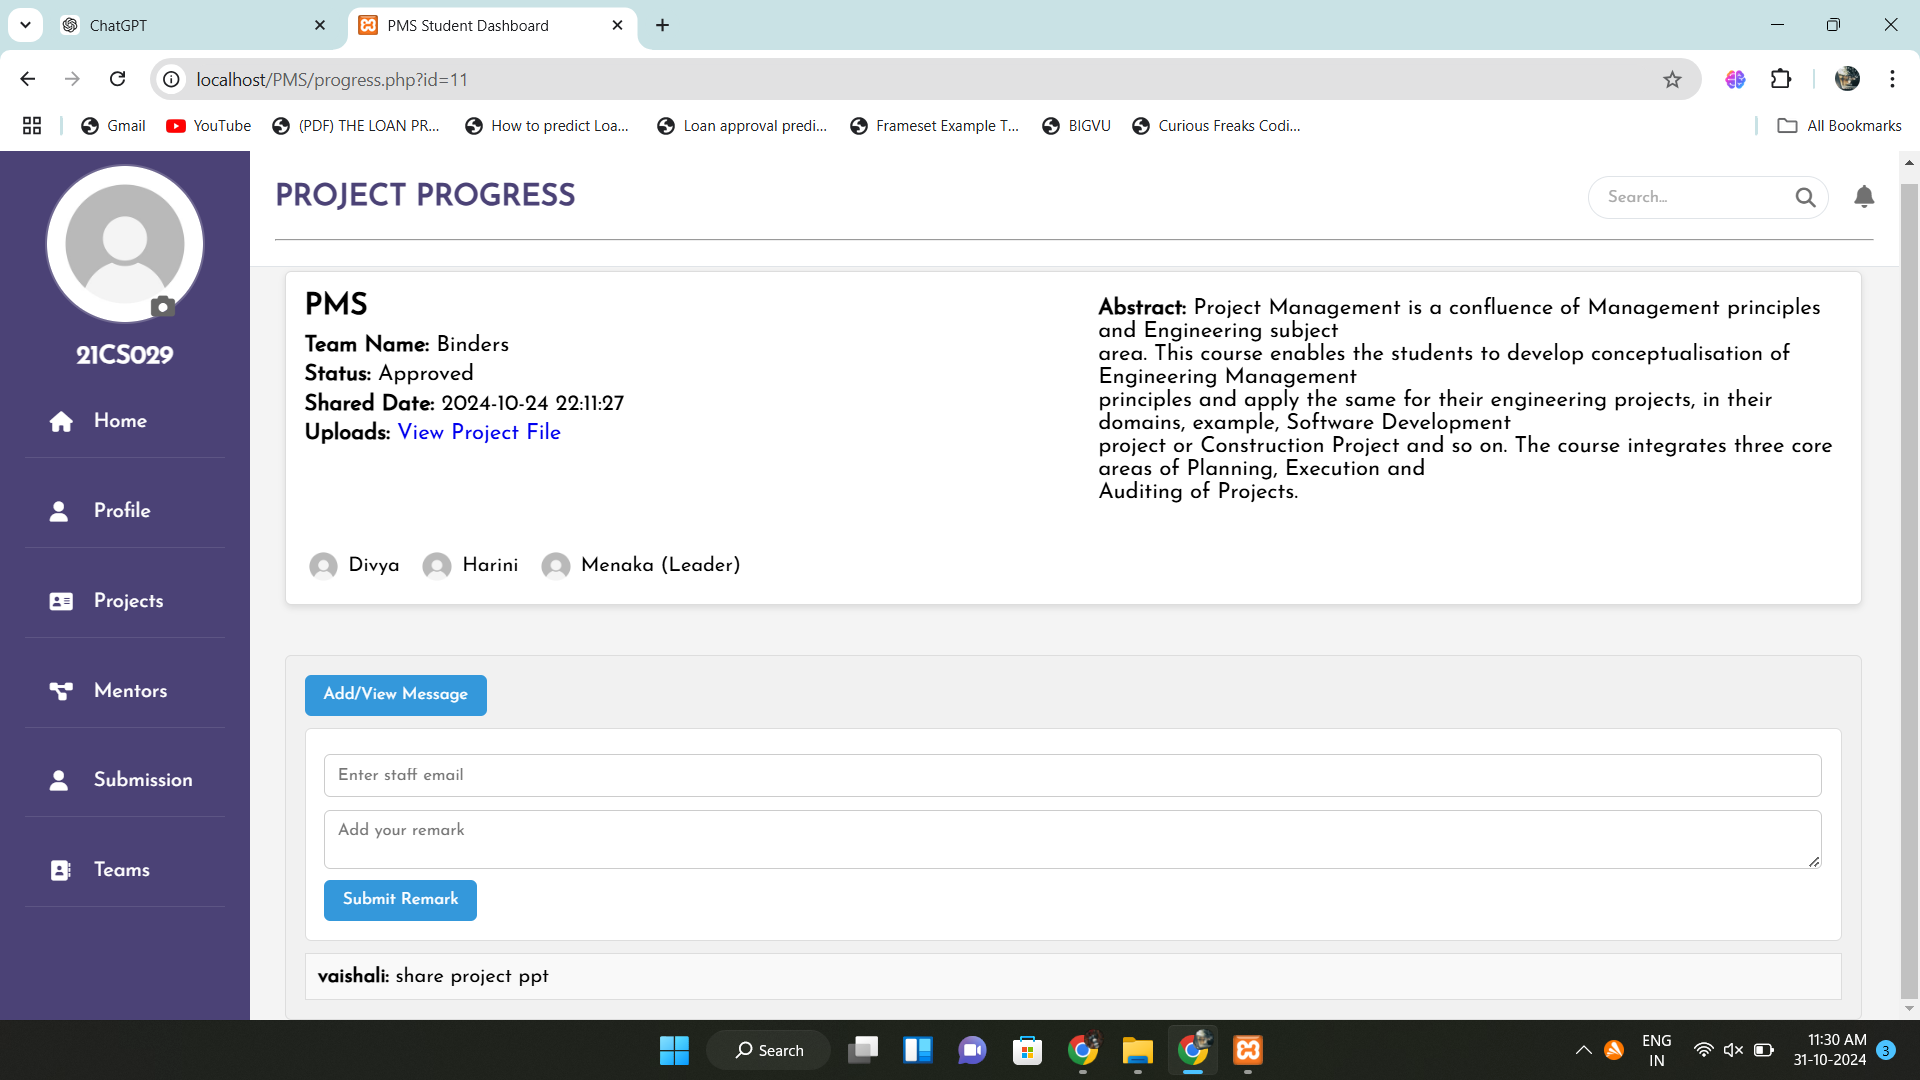 ChatGPT
PMS Student Dashboard
localhost/PMS/progress.php?id=11
Gmail
YouTube
(PDF) THE LOAN PR...
How to predict Loa...
Loan approval predi...
Frameset Example T...
BIGVU
Curious Freaks Codi...
All Bookmarks
21CS029
Home
Profile
Projects
Mentors
Submission
Teams
PROJECT PROGRESS
Search...
PMS
Team Name: Binders
Status: Approved
Shared Date: 2024-10-24 22:11:27
Uploads: View Project File
Abstract: Project Management is a confluence of Management principles
and Engineering subject
area. This course enables the students to develop conceptualisation of
Engineering Management
principles and apply the same for their engineering projects, in their
domains, example, Software Development
project or Construction Project and so on. The course integrates three core
areas of Planning, Execution and
Auditing of Projects.
Divya
Harini
Menaka (Leader)
Add/View Message
Enter staff email
Add your remark
Submit Remark
vaishali: share project ppt
Search
ENG
IN
11:30 AM
31-10-2024
3